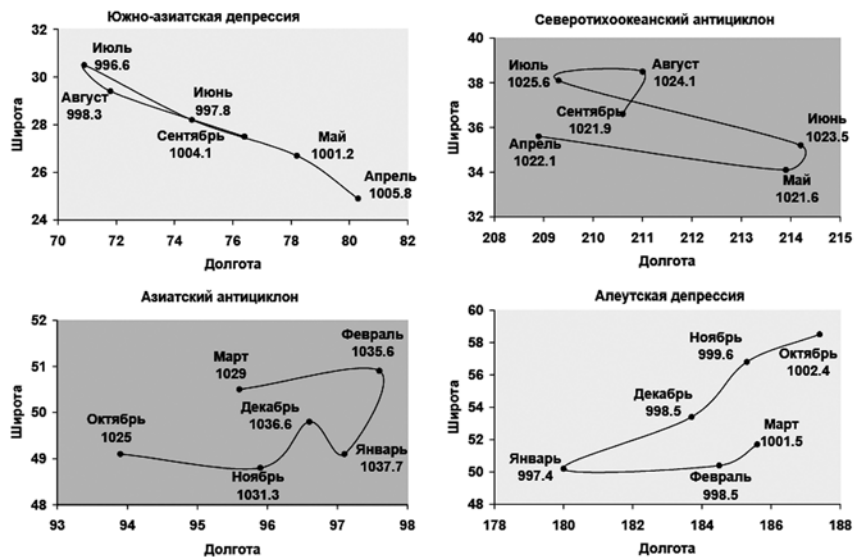 Южно-азиатская депрессия
Широта
32
30
28
26
24
Июль
996.6
Август
998.3
Июнь
997.8
Сентябрь
1004.1
Май
1001.2
Апрель
1005.8
70 72 74 76 78 80 82
Долгота
Северотихоокеанский антициклон
Широта
40
38
36
34
32
Июль
1025.6
Август
1024.1
Сентябрь
1021.9
Апрель
1022.1
Июнь
1023.5
Май
1021.6
208 209 210 211 212 213 214 215
Долгота
Азиатский антициклон
Широта
52
51
50
49
48
Февраль
1035.6
Март
1029
Октябрь
1025
Декабрь
1036.6
Январь
1037.7
Ноябрь
1031.3
93 94 95 96 97 98
Долгота
Алеутская депрессия
Широта
60
58
56
54
52
50
48
Ноябрь
999.6
Октябрь
1002.4
Декабрь
998.5
Март
1001.5
Январь
997.4
Февраль
998.5
178 180 182 184 186 188
Долгота